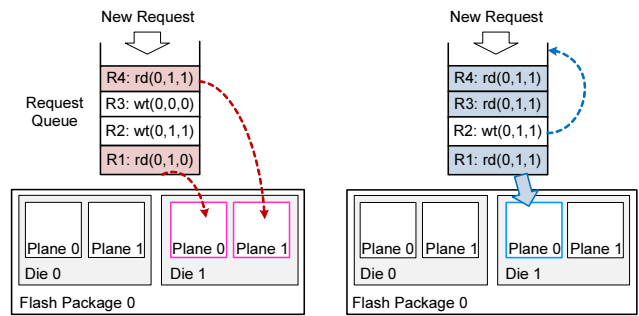 New Request
R4: rd(0,1,1)
R3: wt(0,0,0)
R2: wt(0,1,1)
R1: rd(0,1,0)
Request
Queue
Plane 0 Plane 1
Die 0
Plane 0 Plane 1
Die 1
Flash Package 0
New Request
R4: rd(0,1,1)
R3: rd(0,1,1)
R2: wt(0,1,1)
R1: rd(0,1,1)
Plane 0 Plane 1
Die 0
Plane 0 Plane 1
Die 1
Flash Package 0